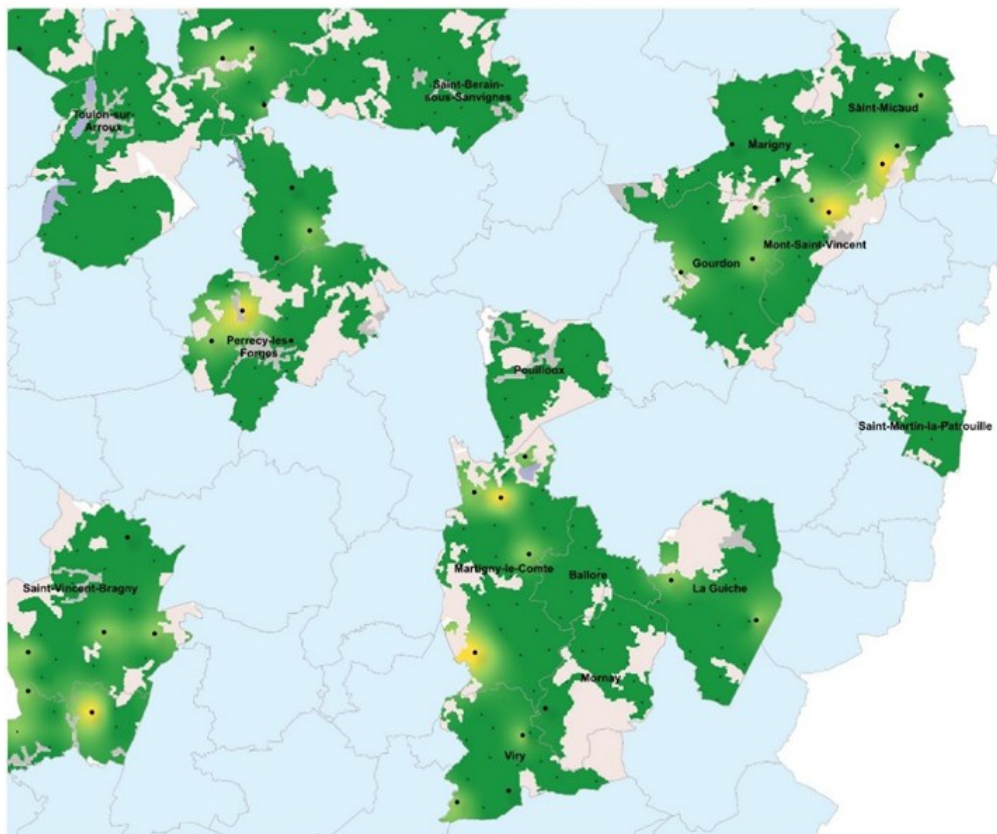 Saint-Berain-
sous-Sanvignes
Toulon-sur-
Arroux
Saint-Micaud
Marigny
Mont-Saint-Vincent
Gourdon
Perrecy-les-
Forges
Pouilloux
Saint-Martin-la-Patrouille
Martigny-le-Comte
Ballore
La Guiche
Saint-Vincent-Bragny
Mornay
Viry